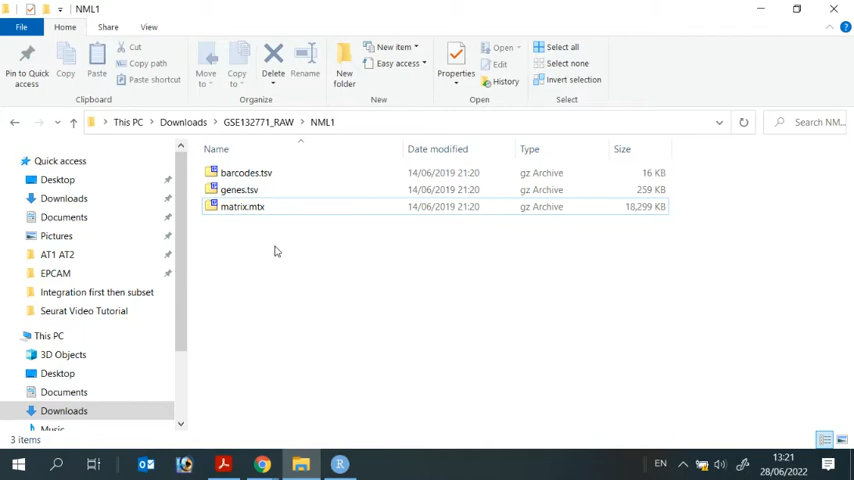 NML1
File
Home
Share
View
Pin to Quick access
Copy
Paste
Cut
Copy path
Paste shortcut
Clipboard
Move to
Copy to
Delete
Rename
Organize
New folder
New item
Easy access
New
Properties
Open
Edit
History
Open
Select all
Select none
Invert selection
Select
This PC > Downloads > GSE132771_RAW > NML1
Search NM...
Name Date modified Type Size
barcodes.tsv 14/06/2019 21:20 gz Archive 16 KB
genes.tsv 14/06/2019 21:20 gz Archive 259 KB
matrix.mtx 14/06/2019 21:20 gz Archive 18,299 KB
Quick access
Desktop
Downloads
Documents
Pictures
AT1 AT2
EPCAM
Integration first then subset
Seurat Video Tutorial
This PC
3D Objects
Desktop
Documents
Downloads
Music
3 items
EN
13:21
28/06/2022